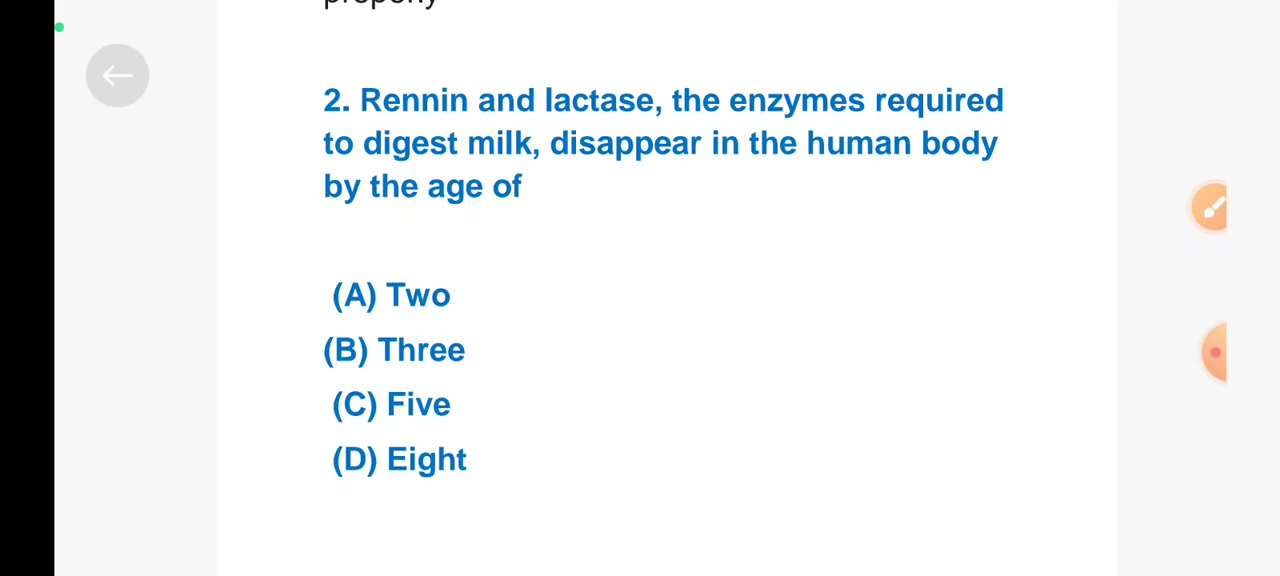 property
2. Rennin and lactase, the enzymes required
to digest milk, disappear in the human body
by the age of
(A) Two
(B) Three
(C) Five
(D) Eight